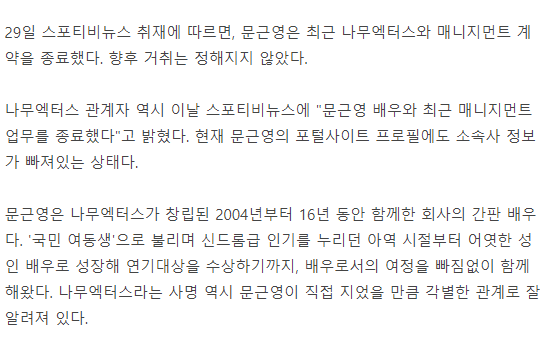 29일 스포티비뉴스 취재에 따르면, 문근영은 최근 나무엑터스와 매니지먼트 계
약을 종료했다. 향후 거취는 정해지지 않았다.
나무엑터스 관계자 역시 이날 스포티비뉴스에 "문근영 배우와 최근 매니지먼트
업무를 종료했다"고 밝혔다. 현재 문근영의 포털사이트 프로필에도 소속사 정보
가 빠져있는 상태다.
문근영은 나무엑터스가 창립된 2004년부터 16년 동안 함께한 회사의 간판 배우
다. '국민 여동생'으로 불리며 신드롬급 인기를 누리던 아역 시절부터 어엿한 성
인 배우로 성장해 연기대상을 수상하기까지, 배우로서의 여정을 빠짐없이 함께
해왔다. 나무엑터스라는 사명 역시 문근영이 직접 지었을 만큼 각별한 관계로 잘
알려져 있다.